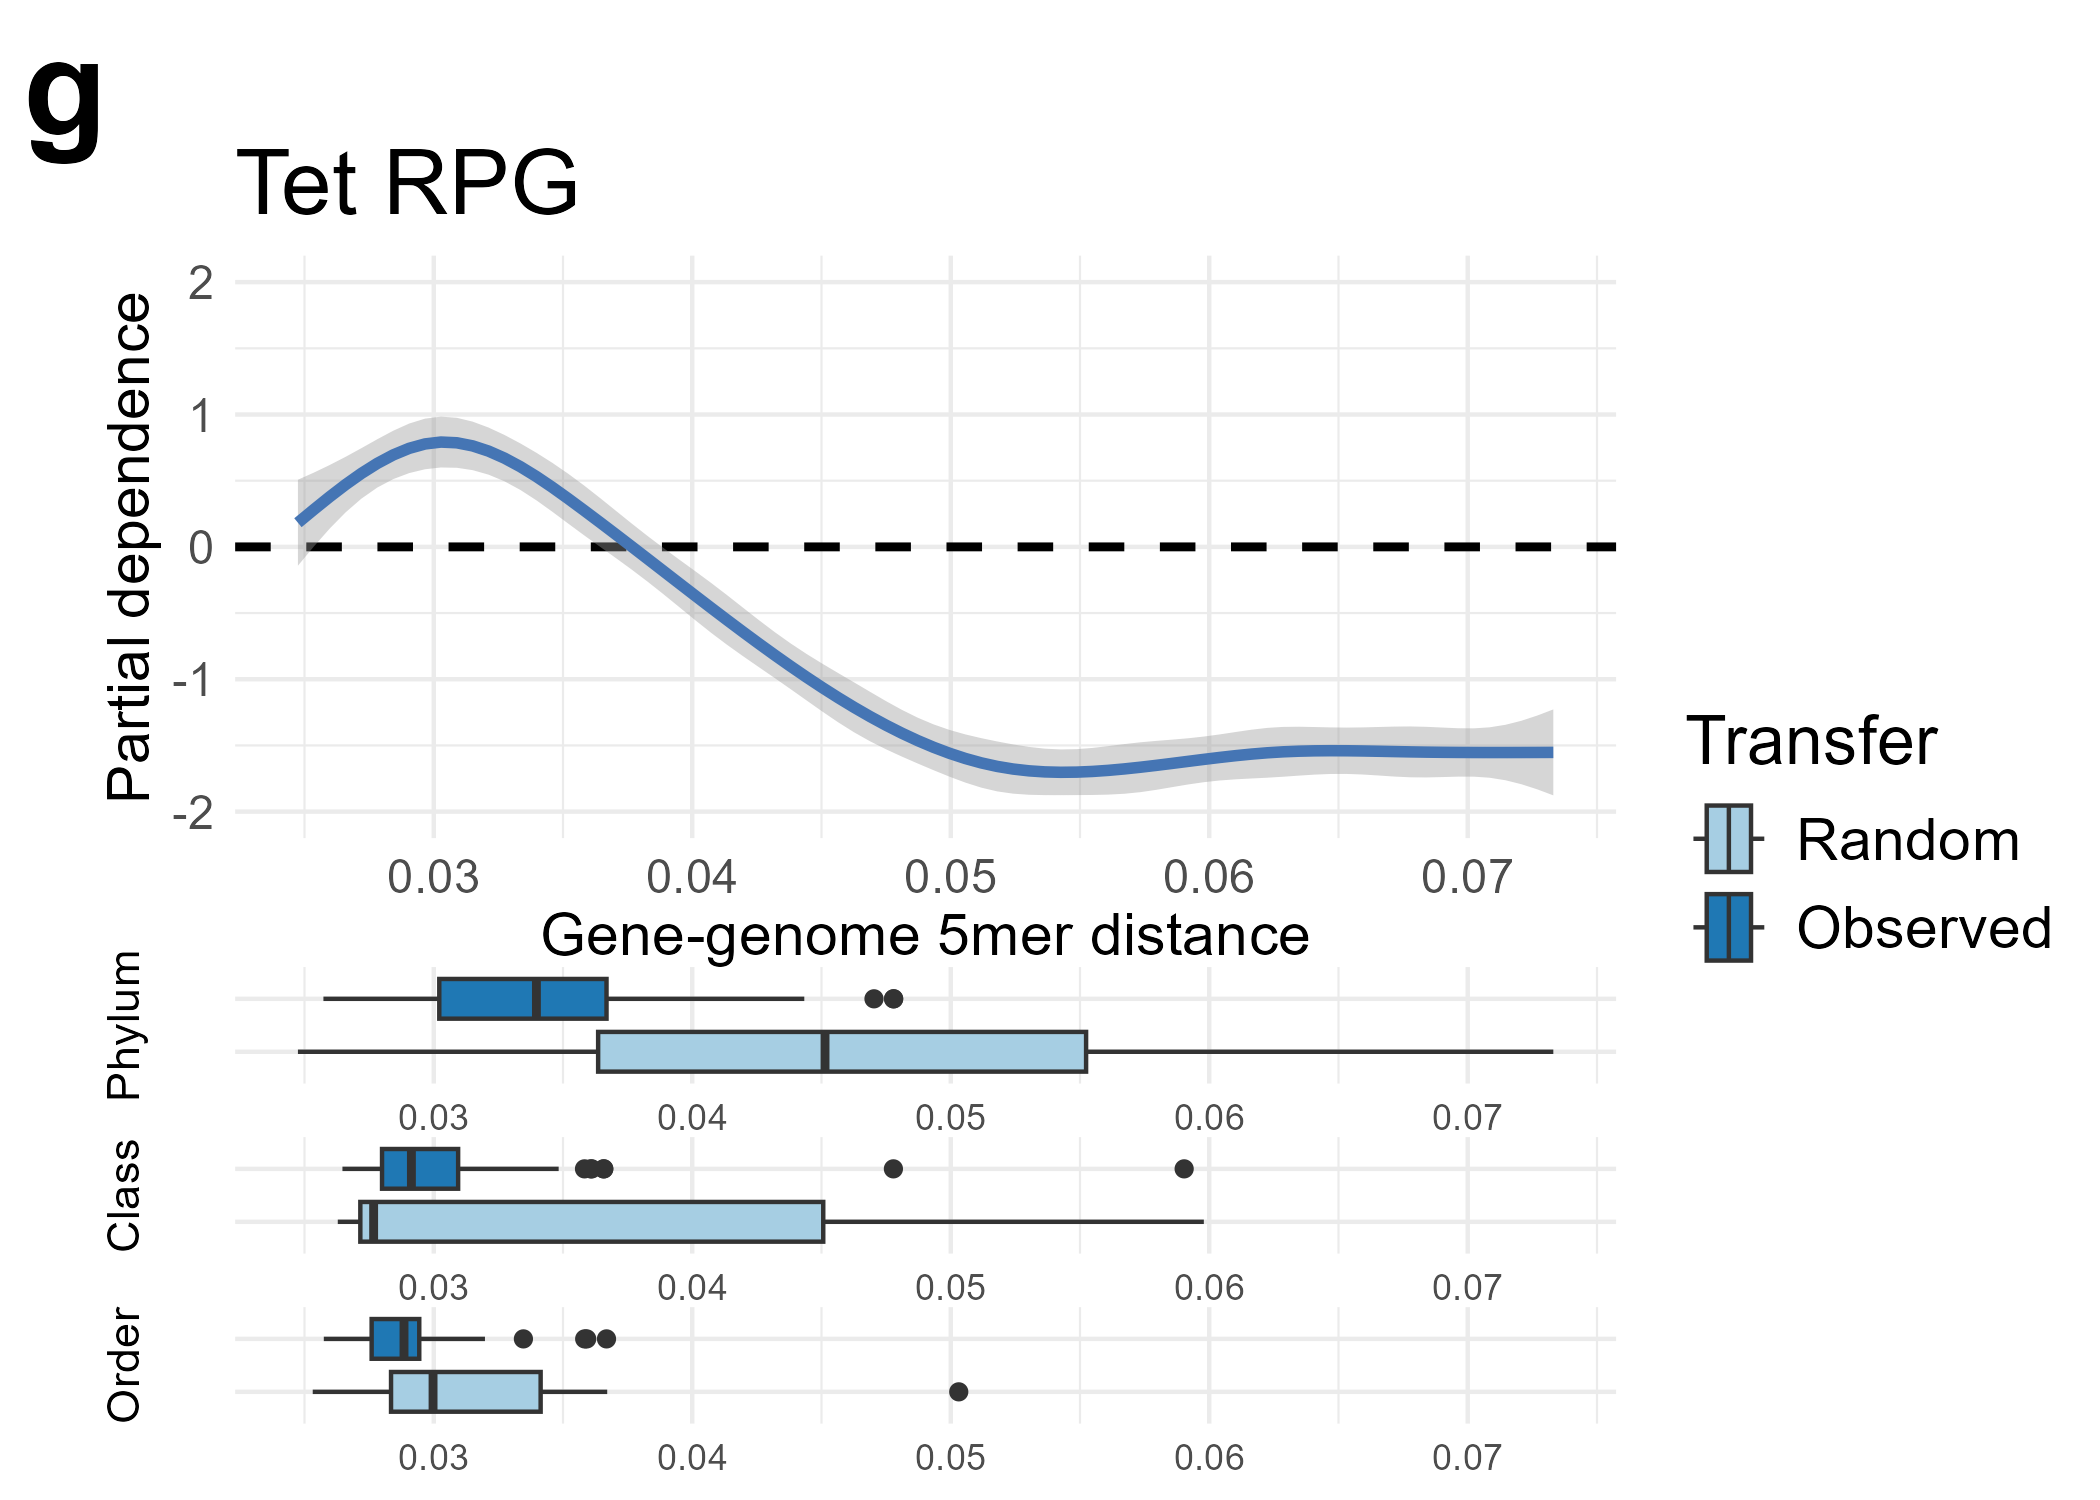 g
Tet RPG
Partial dependence
2
1
0
-1
-2
0.03 0.04 0.05 0.06 0.07
Gene-genome 5mer distance
Transfer
Random
Observed
Phylum
0.03 0.04 0.05 0.06 0.07
Class
0.03 0.04 0.05 0.06 0.07
Order
0.03 0.04 0.05 0.06 0.07